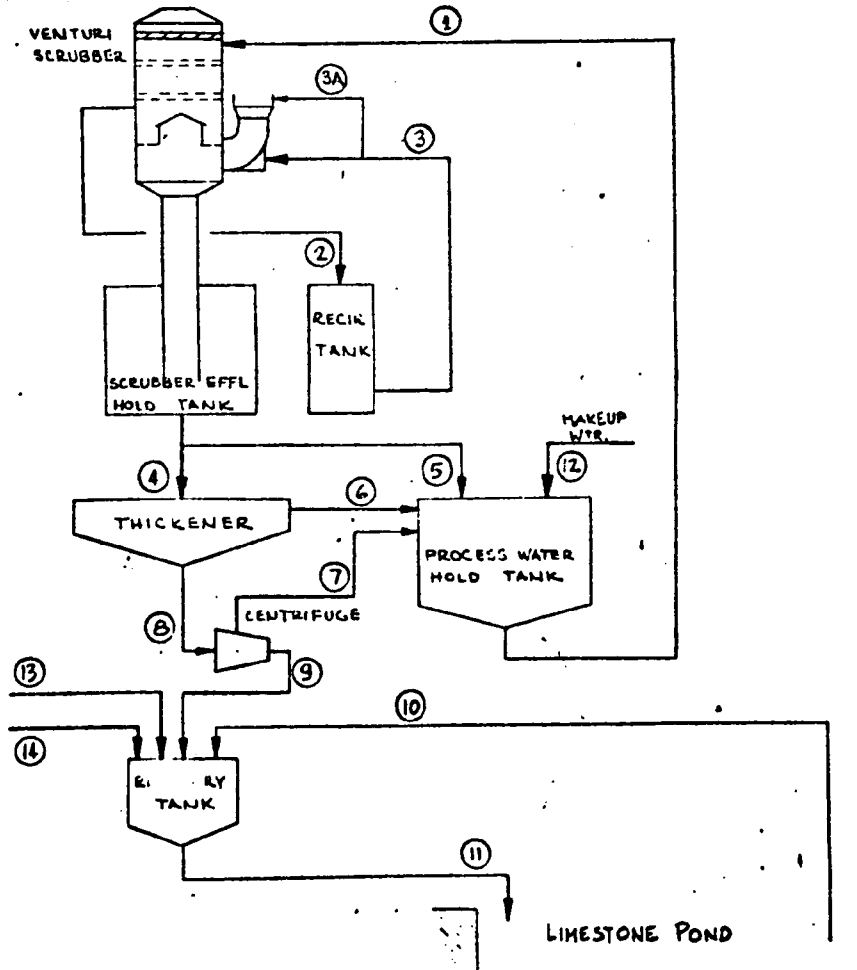 1
VENTURI
SCRUBBER
3A
3
2
RECIR
TANK
SCRUBBER EFFL
HOLD TANK
MAKEUP
WTR.
4
5
12
6
THICKENER
PROCESS WATER
HOLD TANK
7
CENTRIFUGE
8
9
13
10
14
TANK
11
LIMESTONE POND